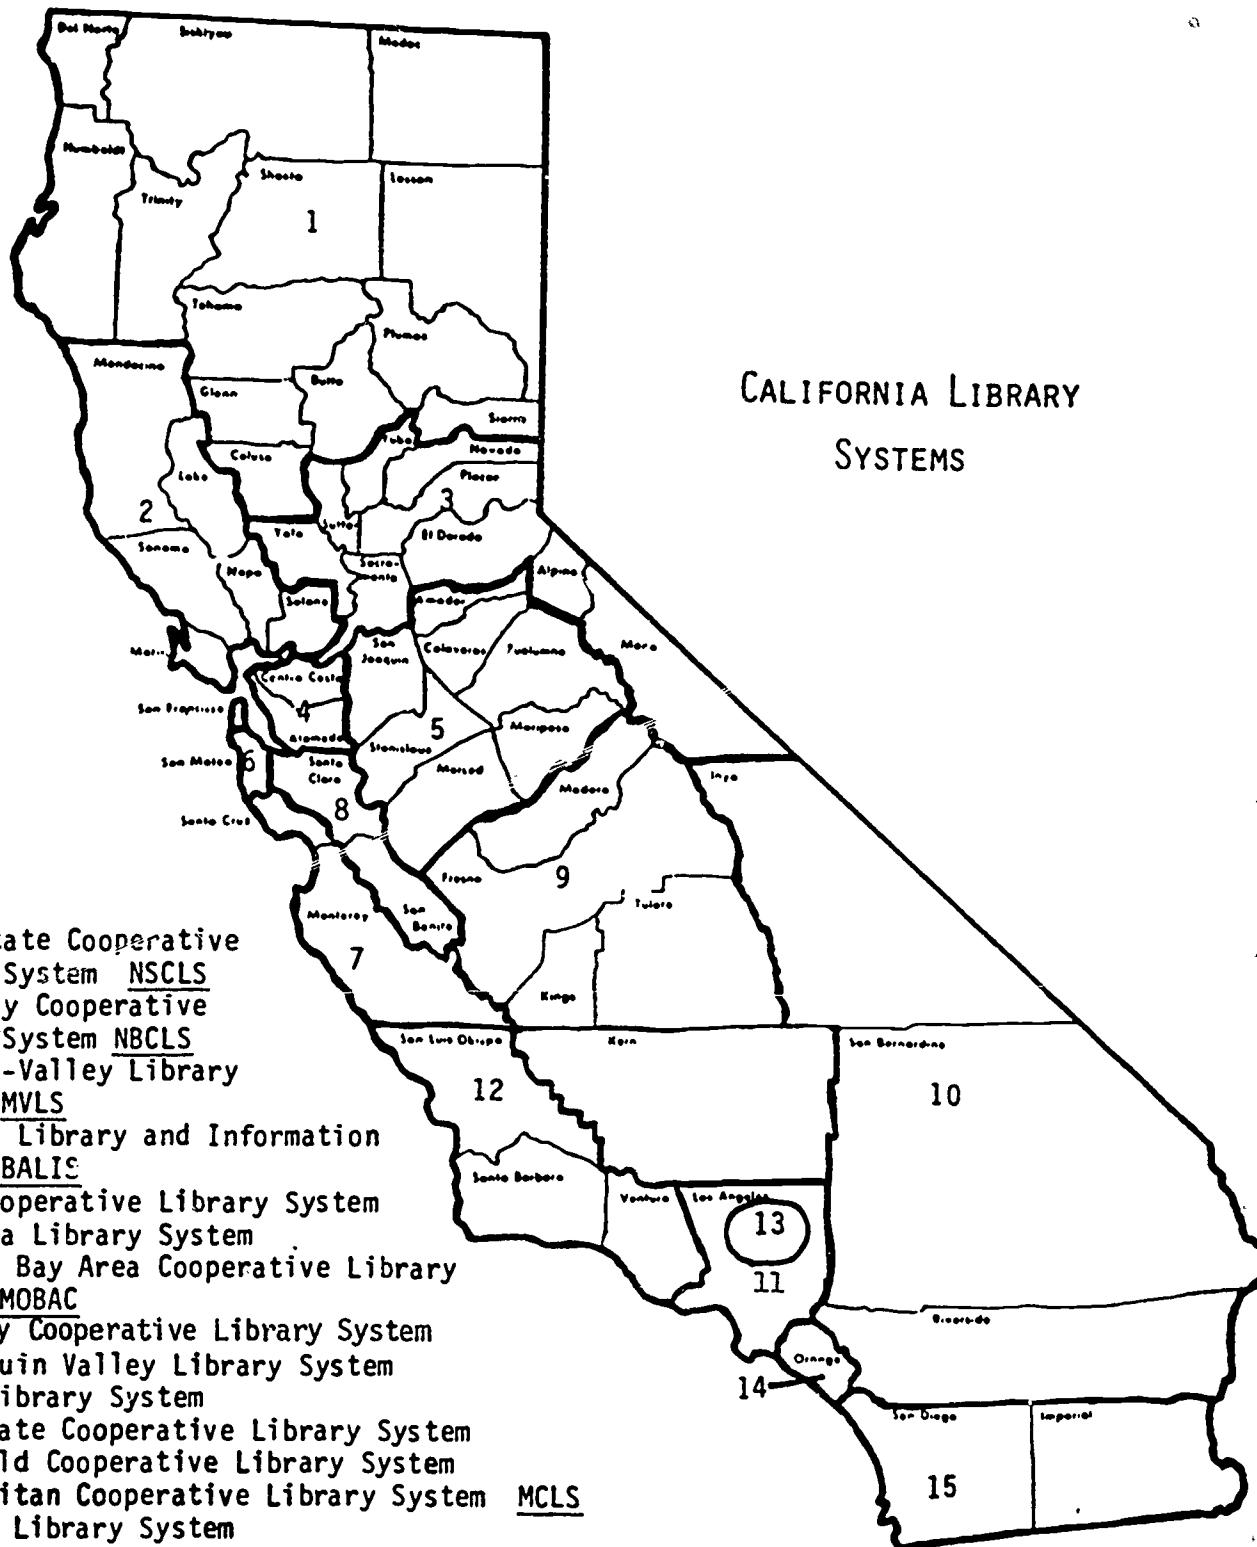 CALIFORNIA LIBRARY
SYSTEMS
Del Norte
Siskiyou
Modoc
Humboldt
Trinity
Shasta
Lassen
1
Tehama
Plumas
Mendocino
Glenn
Butte
Sierra
Yuba
Nevada
Colusa
Placer
Lake
2
3
Sutter
Yolo
El Dorado
Sonoma
Napa
Sacra-
mento
Alpine
Solano
Amador
Marin
San
Joaquin
Calaveras
Tuolumne
Mono
Contra Costa
San Francisco
4
5
Mariposa
Alameda
Stanislaus
San Mateo
6
Santa
Clara
Merced
Madera
Inyo
8
Santa Cruz
Fresno
9
Monterey
San
Benito
Tulare
7
Kings
San Luis Obispo
Kern
San Bernardino
12
10
Santa Barbara
Ventura
Los Angeles
13
11
Riverside
Orange
14
San Diego
Imperial
15
tate Cooperative
System NSCLS
y Cooperative
System NBCLS
-Valley Library
MVLS
Library and Information
BALIS
operative Library System
a Library System
Bay Area Cooperative Library
MOBAC
y Cooperative Library System
uin Valley Library System
ibrary System
ate Cooperative Library System
ld Cooperative Library System
itan Cooperative Library System MCLS
Library System